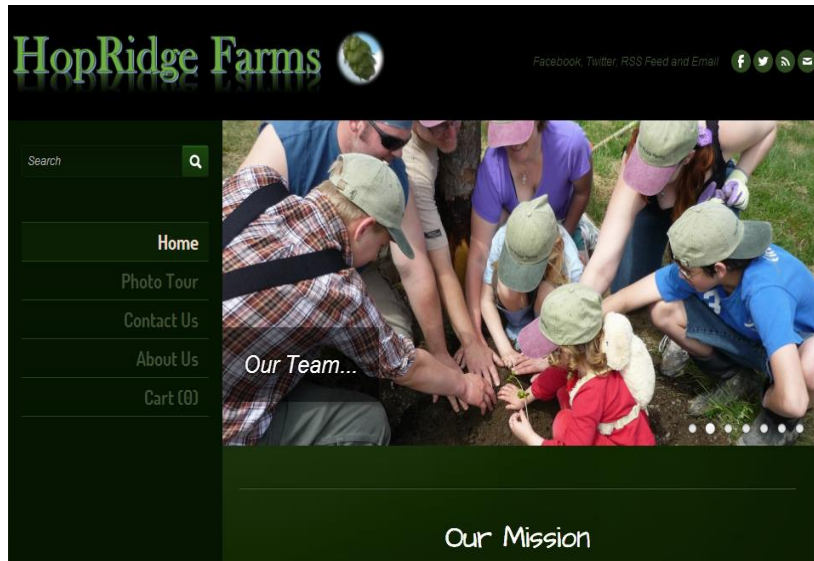 HopRidge Farms
Facebook, Twitter, RSS Feed and Email
Search
Home
Photo Tour
Contact Us
About Us
Cart (0)
Our Team...
Our Mission